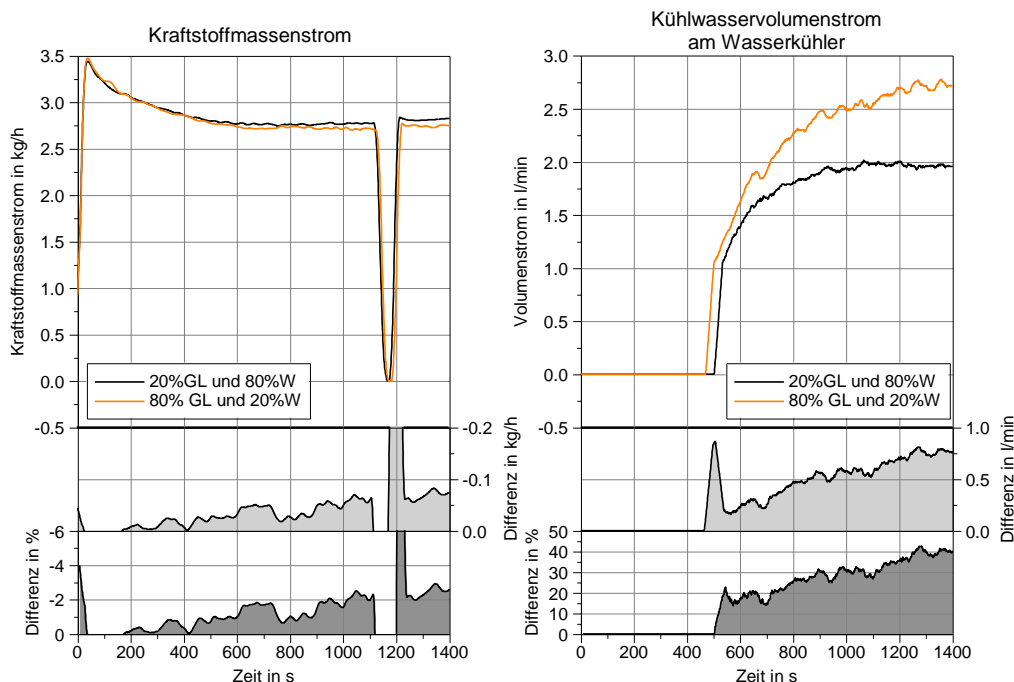 Kraftstoffmassenstrom
Kraftstoffmassenstrom in kg/h
3.5
3.0
2.5
2.0
1.5
1.0
0.5
0.0
-0.5
20%GL und 80%W
80% GL und 20%W
-0.2
-0.1
0.0
Differenz in kg/h
-6
-4
-2
0
Differenz in %
0 200 400 600 800 1000 1200 1400
Zeit in s
Kühlwasservolumenstrom
am Wasserkühler
Volumenstrom in l/min
3.0
2.5
2.0
1.5
1.0
0.5
0.0
-0.5
20%GL und 80%W
80% GL und 20%W
1.0
0.5
0.0
Differenz in l/min
50
40
30
20
10
0
Differenz in %
0 200 400 600 800 1000 1200 1400
Zeit in s